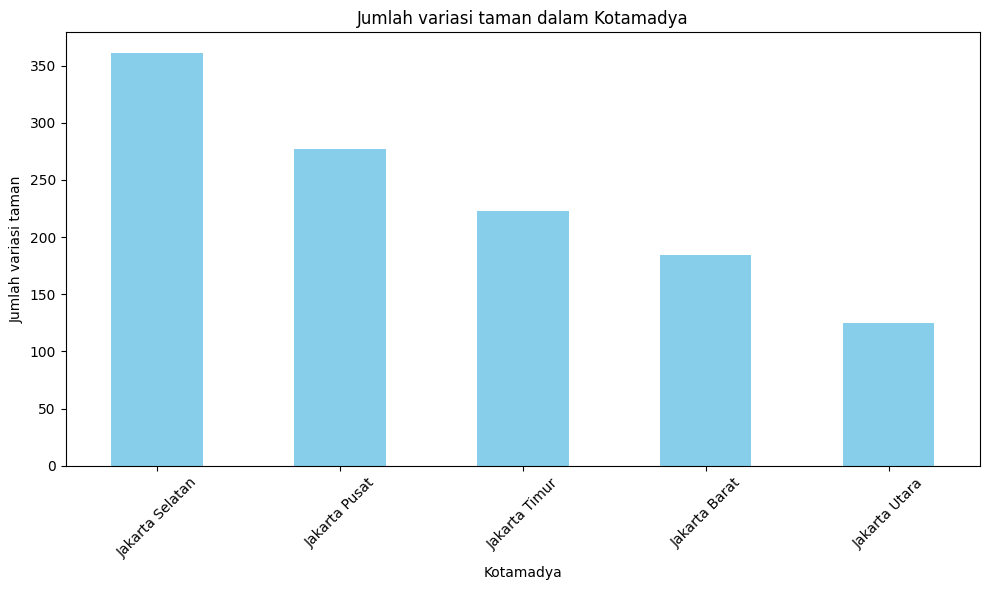 Jumlah variasi taman dalam Kotamadya
Jumlah variasi taman
350
300
250
200
150
100
50
0
Jakarta Selatan
Jakarta Pusat
Jakarta Timur
Jakarta Barat
Jakarta Utara
Kotamadya